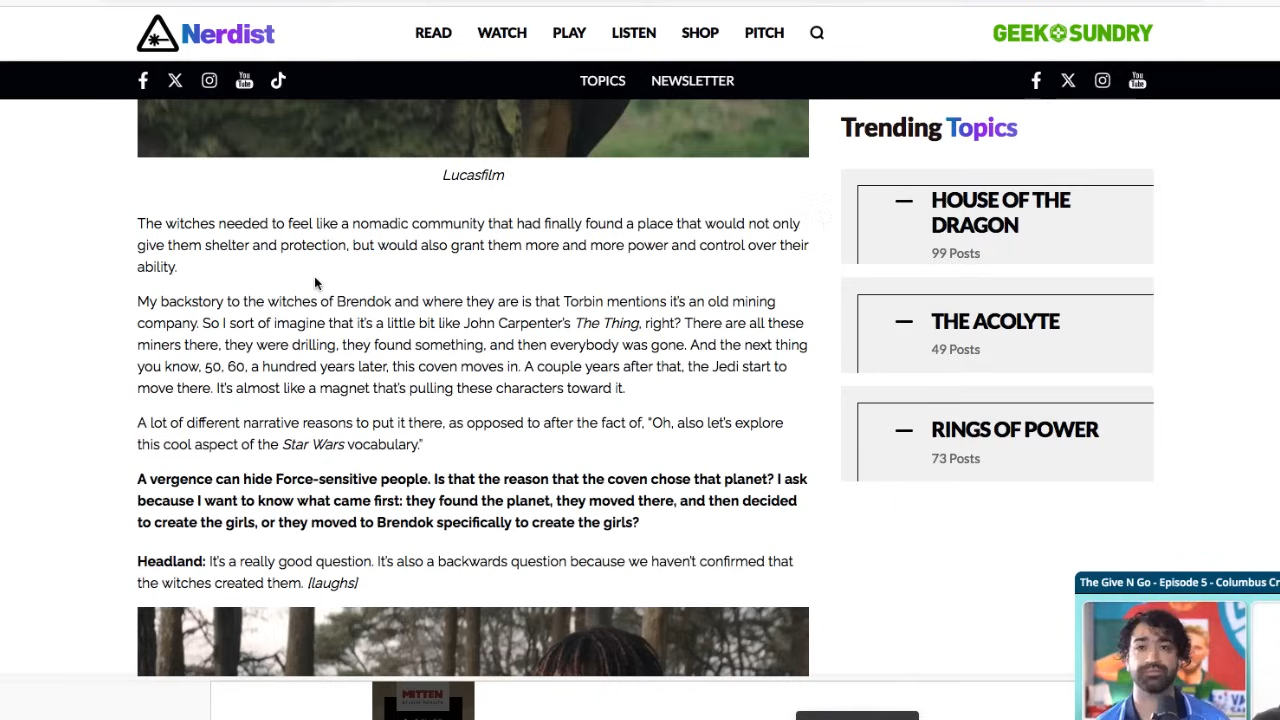 Nerdist
READ WATCH PLAY LISTEN SHOP PITCH
GEEK SUNDRY
TOPICS NEWSLETTER
Lucasfilm
The witches needed to feel like a nomadic community that had finally found a place that would not only
give them shelter and protection, but would also grant them more and more power and control over their
ability.
My backstory to the witches of Brendok and where they are is that Torbin mentions it's an old mining
company. So I sort of imagine that it's a little bit like John Carpenter's The Thing, right? There are all these
miners there, they were drilling, they found something, and then everybody was gone. And the next thing
you know, 50, 60, a hundred years later, this coven moves in. A couple years after that, the Jedi start to
move there. It's almost like a magnet that's pulling these characters toward it.
A lot of different narrative reasons to put it there, as opposed to after the fact of, “Oh, also let's explore
this cool aspect of the Star Wars vocabulary.”
A vergence can hide Force-sensitive people. Is that the reason that the coven chose that planet? I ask
because I want to know what came first: they found the planet, they moved there, and then decided
to create the girls, or they moved to Brendok specifically to create the girls?
Headland: It's a really good question. It's also a backwards question because we haven't confirmed that
the witches created them. [laughs]
Trending Topics
HOUSE OF THE
DRAGON
99 Posts
THE ACOLYTE
49 Posts
RINGS OF POWER
73 Posts
The Give N Go - Episode 5 - Columbus Cr
MITTEN